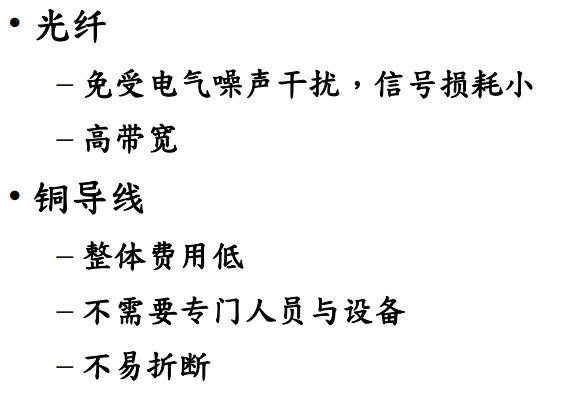 • 光纤
– 免受电气噪声干扰，信号损耗小
– 高带宽
• 铜导线
– 整体费用低
– 不需要专门人员与设备
– 不易折断